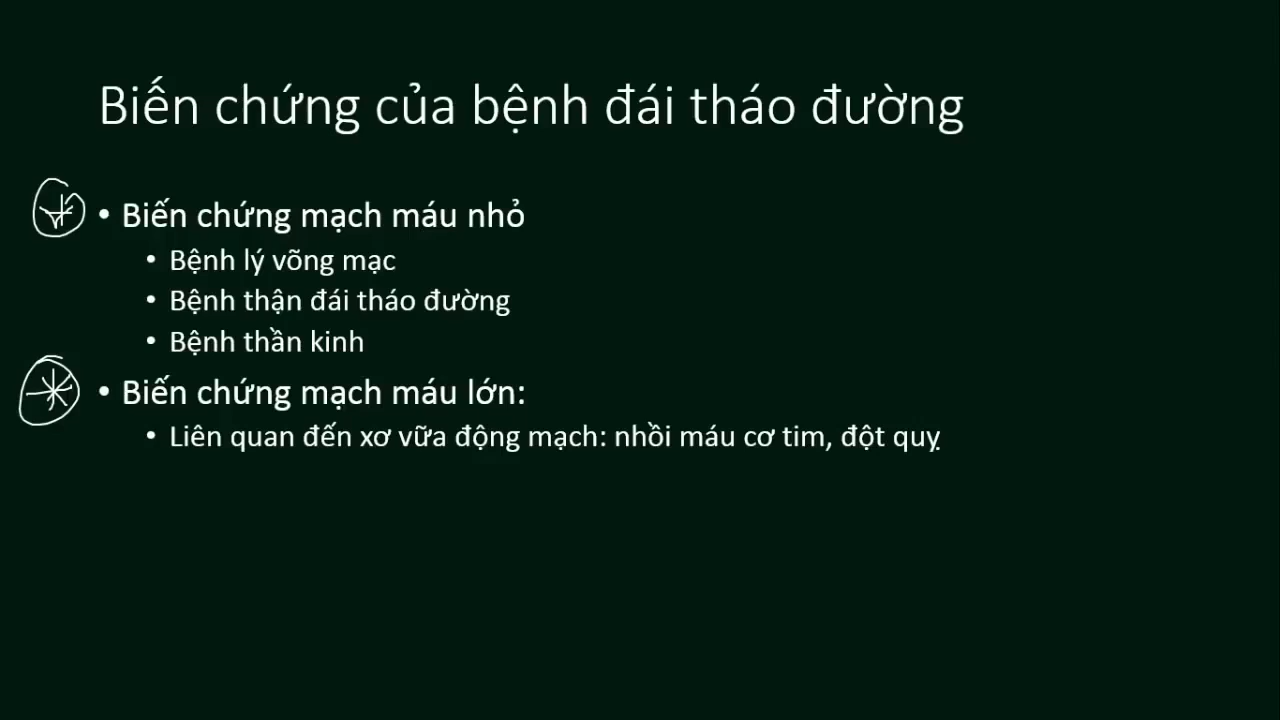 Biến chứng của bệnh đái tháo đường
• Biến chứng mạch máu nhỏ
• Bệnh lý võng mạc
• Bệnh thận đái tháo đường
• Bệnh thần kinh
• Biến chứng mạch máu lớn:
• Liên quan đến xơ vữa động mạch: nhồi máu cơ tim, đột quỵ